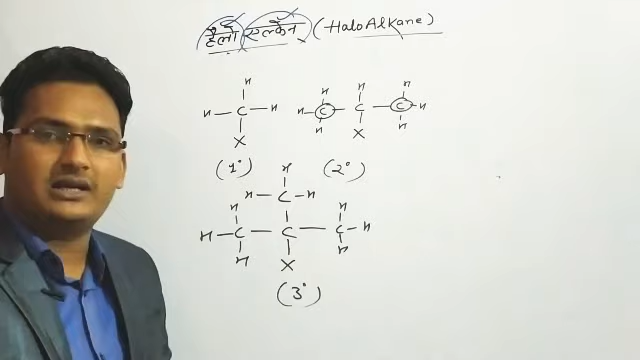 हैलो एल्केन (Halo Alkane)
H H H H
H-C-H H-C-C-C-H
X H X H
(1°) H (2°)
H-C-H
H H
H-C-C-C-H
H X H
(3°)